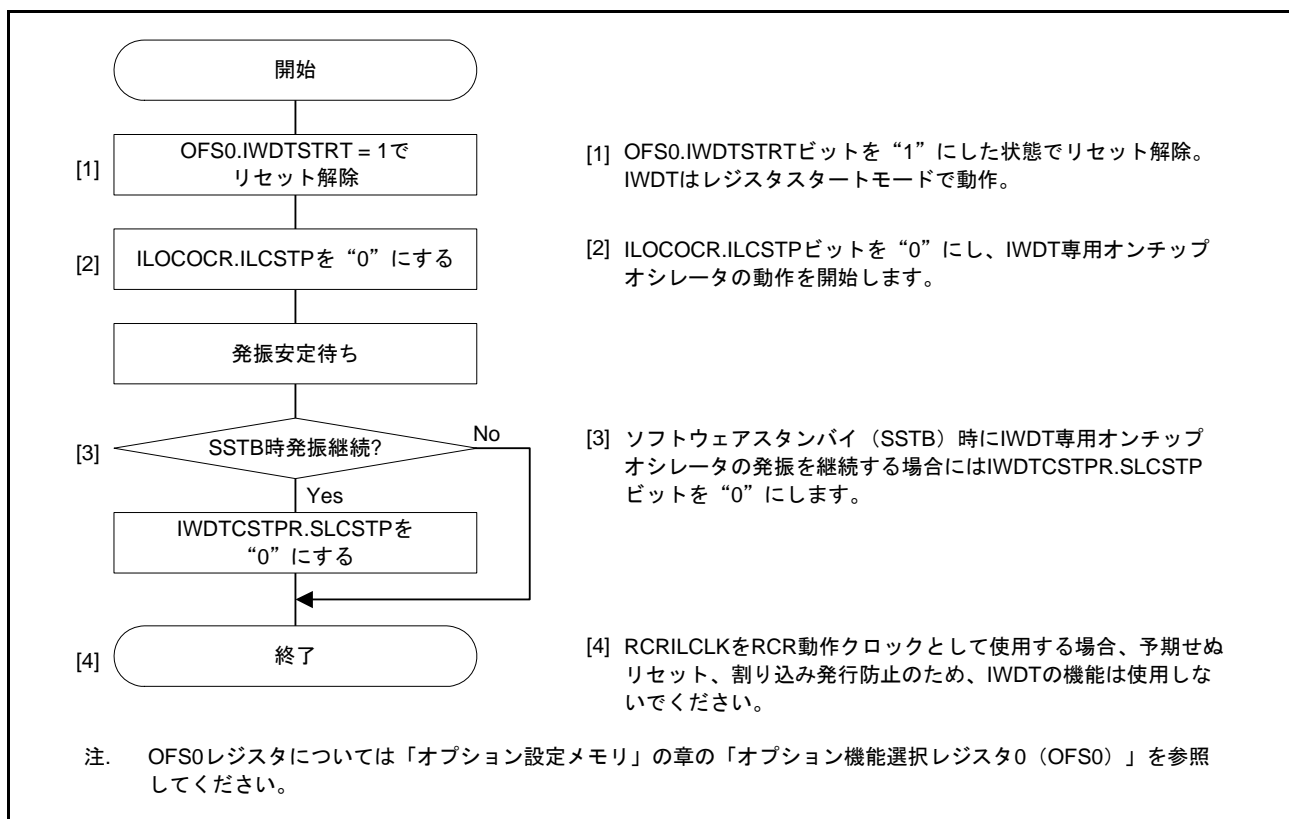 開始
[1]
OFS0.IWDTSTRT = 1で
リセット解除
[1] OFS0.IWDTSTRTビットを“1”にした状態でリセット解除。
IWDTはレジスタスタートモードで動作。
[2]
ILOCOCR.ILCSTPを“0”にする
[2] ILOCOCR.ILCSTPビットを“0”にし、IWDT専用オンチップ
オシレータの動作を開始します。
発振安定待ち
[3]
SSTB時発振継続?
No
Yes
[3] ソフトウェアスタンバイ（SSTB）時にIWDT専用オンチップ
オシレータの発振を継続する場合にはIWDTCSTPR.SLCSTP
ビットを“0”にします。
IWDTCSTPR.SLCSTPを
“0”にする
[4]
終了
[4] RCRILCLKをRCR動作クロックとして使用する場合、予期せぬ
リセット、割り込み発行防止のため、IWDTの機能は使用しな
いでください。
注. OFS0レジスタについては「オプション設定メモリ」の章の「オプション機能選択レジスタ0（OFS0）」を参照
してください。